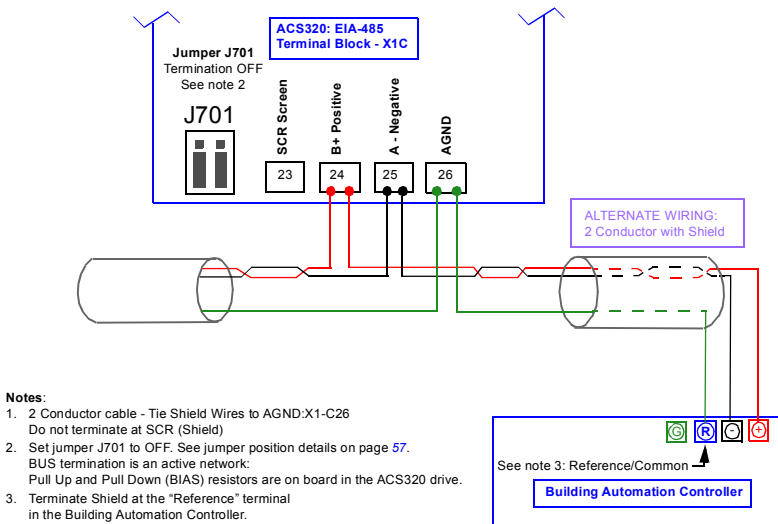 ACS320: EIA-485
Terminal Block - X1C
Jumper J701
Termination OFF
See note 2
J701
SCR Screen
B+ Positive
A - Negative
AGND
23
24
25
26
ALTERNATE WIRING:
2 Conductor with Shield
Notes:
1. 2 Conductor cable - Tie Shield Wires to AGND:X1-C26
Do not terminate at SCR (Shield)
2. Set jumper J701 to OFF. See jumper position details on page 57.
BUS termination is an active network:
Pull Up and Pull Down (BIAS) resistors are on board in the ACS320 drive.
3. Terminate Shield at the “Reference” terminal
in the Building Automation Controller.
G R - +
See note 3: Reference/Common
Building Automation Controller